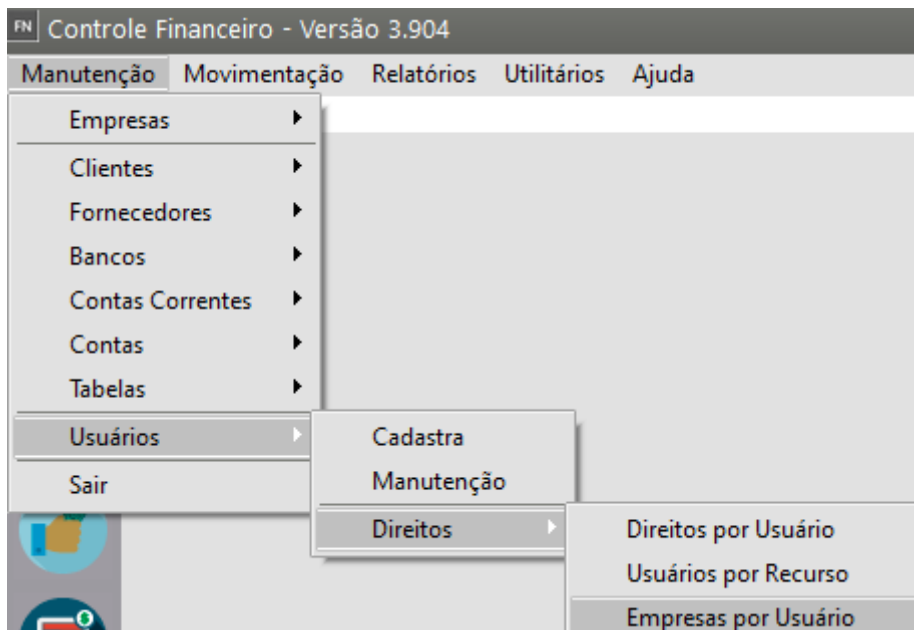 FN Controle Financeiro - Versão 3.904
Manutenção Movimentação Relatórios Utilitários Ajuda
Empresas
Clientes
Fornecedores
Bancos
Contas Correntes
Contas
Tabelas
Usuários
Sair
Cadastra
Manutenção
Direitos
Direitos por Usuário
Usuários por Recurso
Empresas por Usuário